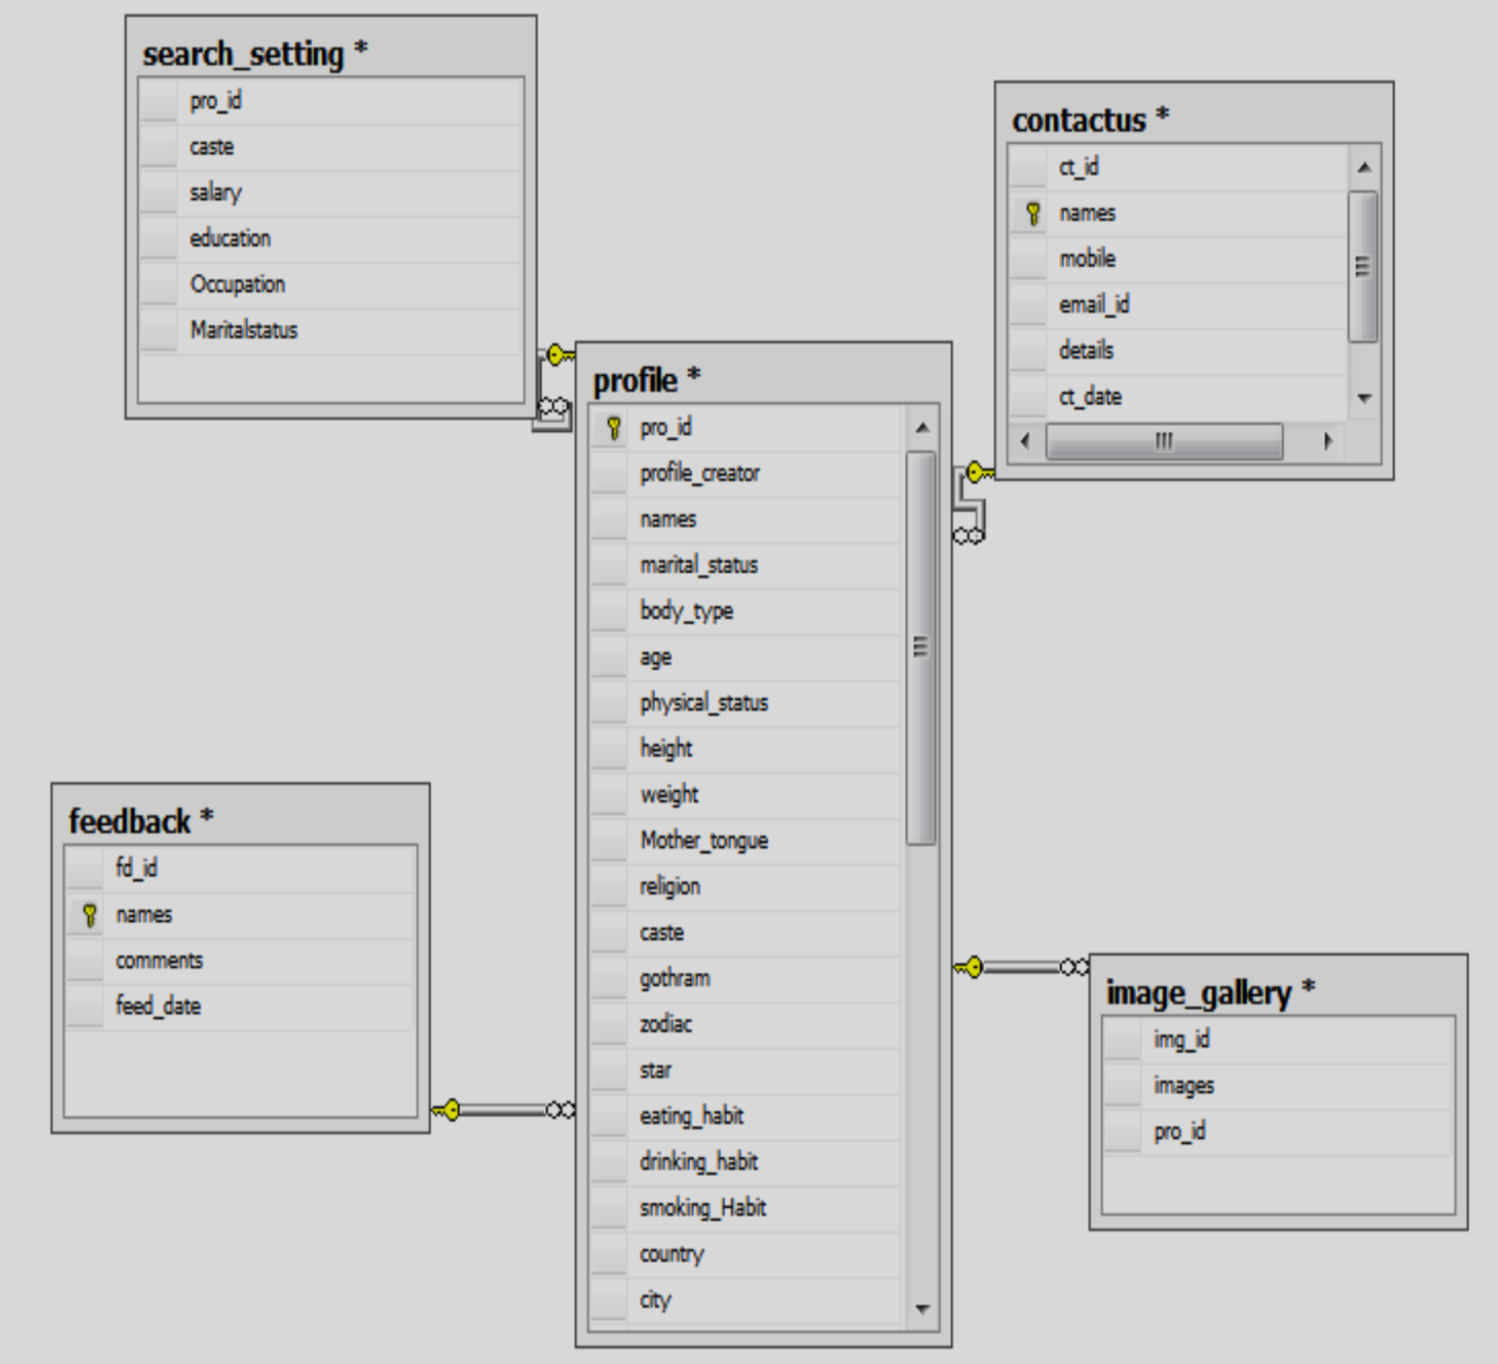 search_setting *
pro_id
caste
salary
education
Occupation
Maritalstatus
contactus *
ct_id
names
mobile
email_id
details
ct_date
profile *
pro_id
profile_creator
names
marital_status
body_type
age
physical_status
height
weight
Mother_tongue
religion
caste
gothram
zodiac
star
eating_habit
drinking_habit
smoking_Habit
country
city
feedback *
fd_id
names
comments
feed_date
image_gallery *
img_id
images
pro_id